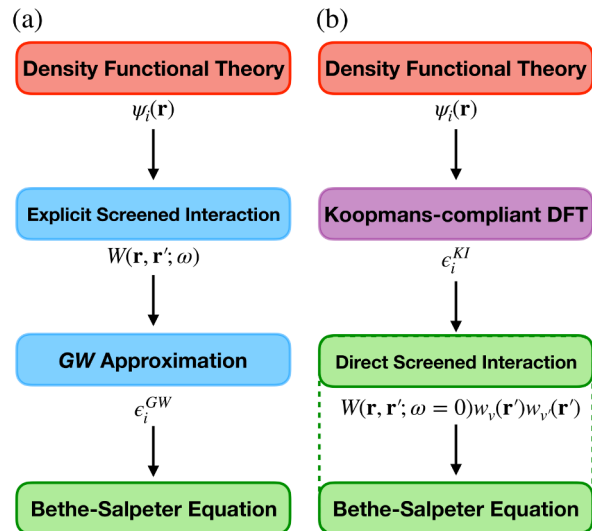 (a)
Density Functional Theory
ψᵢ(𝐫)
Explicit Screened Interaction
W(𝐫, 𝐫′; ω)
GW Approximation
ϵᵢᴳᵂ
Bethe-Salpeter Equation
(b)
Density Functional Theory
ψᵢ(𝐫)
Koopmans-compliant DFT
ϵᵢᴷᴵ
Direct Screened Interaction
W(𝐫, 𝐫′; ω = 0)wᵥ(𝐫′)wᵥ′(𝐫′)
Bethe-Salpeter Equation